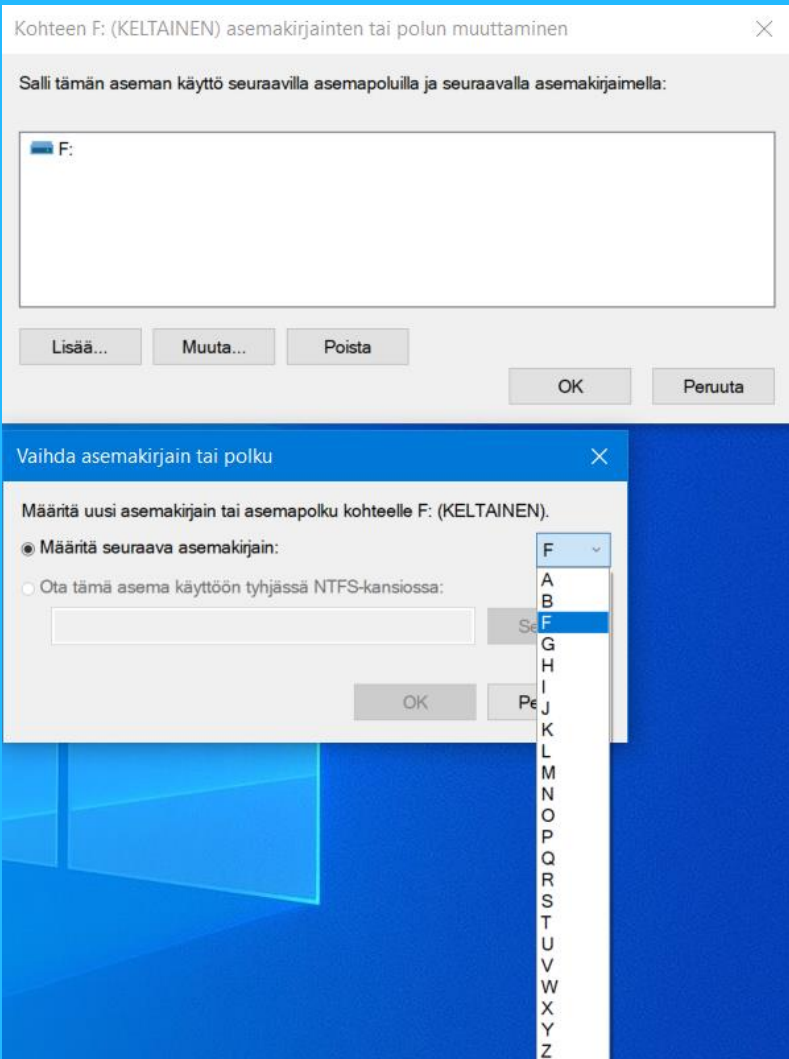 Kohteen F: (KELTAINEN) asemakirjainten tai polun muuttaminen
Salli tämän aseman käyttö seuraavilla asemapoluilla ja seuraavalla asemakirjaimella:
F:
Lisää... Muuta... Poista
OK Peruuta
Vaihda asemakirjain tai polku
Määritä uusi asemakirjain tai asemapolku kohteelle F: (KELTAINEN).
Määritä seuraava asemakirjain: F
Ota tämä asema käyttöön tyhjässä NTFS-kansiossa:
OK
A
B
F
G
H
I
J
K
L
M
N
O
P
Q
R
S
T
U
V
W
X
Y
Z